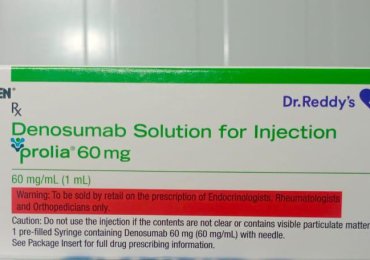 EN®
Rx
Dr.Reddy's
Denosumab Solution for Injection
prolia® 60 mg
60 mg/mL (1 mL)
Warning: To be sold by retail on the prescription of Endocrinologists, Rheumatologists
and Orthopedicians only.
Caution: Do not use the injection if the contents are not clear or contains visible particulate matter
1 pre-filled Syringe containing Denosumab 60 mg (60 mg/mL) with needle.
See Package Insert for full drug prescribing information.